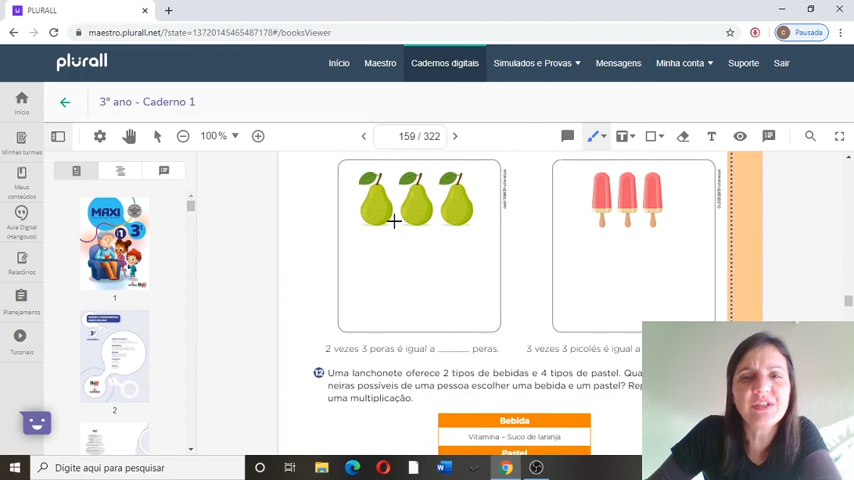 PLURALL
maestro.plurall.net/?state=13720145465487178#/booksViewer
Pausada
plurall
Início
Maestro
Cadernos digitais
Simulados e Provas
Mensagens
Minha conta
Suporte
Sair
Início
Minhas turmas
Meus conteúdos
Aula Digital (Hangouts)
Relatórios
Planejamento
Tutoriais
3º ano - Caderno 1
100%
159 / 322
MAXI
1
3º
1
3º
2
2 vezes 3 peras é igual a ______ peras.
3 vezes 3 picolés é igual a
12 Uma lanchonete oferece 2 tipos de bebidas e 4 tipos de pastel. Qua
neiras possíveis de uma pessoa escolher uma bebida e um pastel? Re
uma multiplicação.
Bebida
Vitamina – Suco de laranja
Pastel
Digite aqui para pesquisar